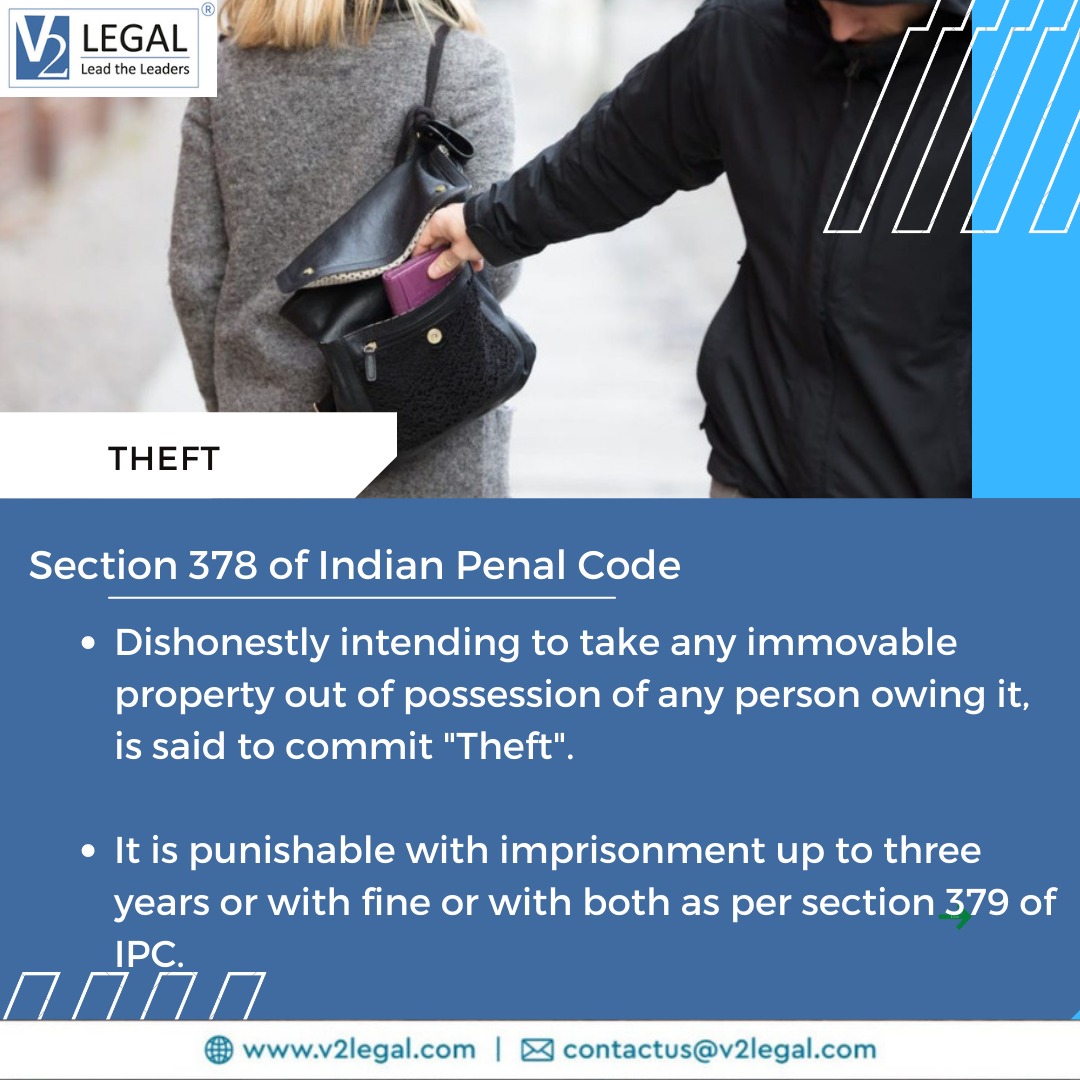 V2 LEGAL ®
Lead the Leaders
THEFT
Section 378 of Indian Penal Code
• Dishonestly intending to take any immovable
property out of possession of any person owing it,
is said to commit "Theft".
• It is punishable with imprisonment up to three
years or with fine or with both as per section 379 of
IPC.
www.v2legal.com | contactus@v2legal.com